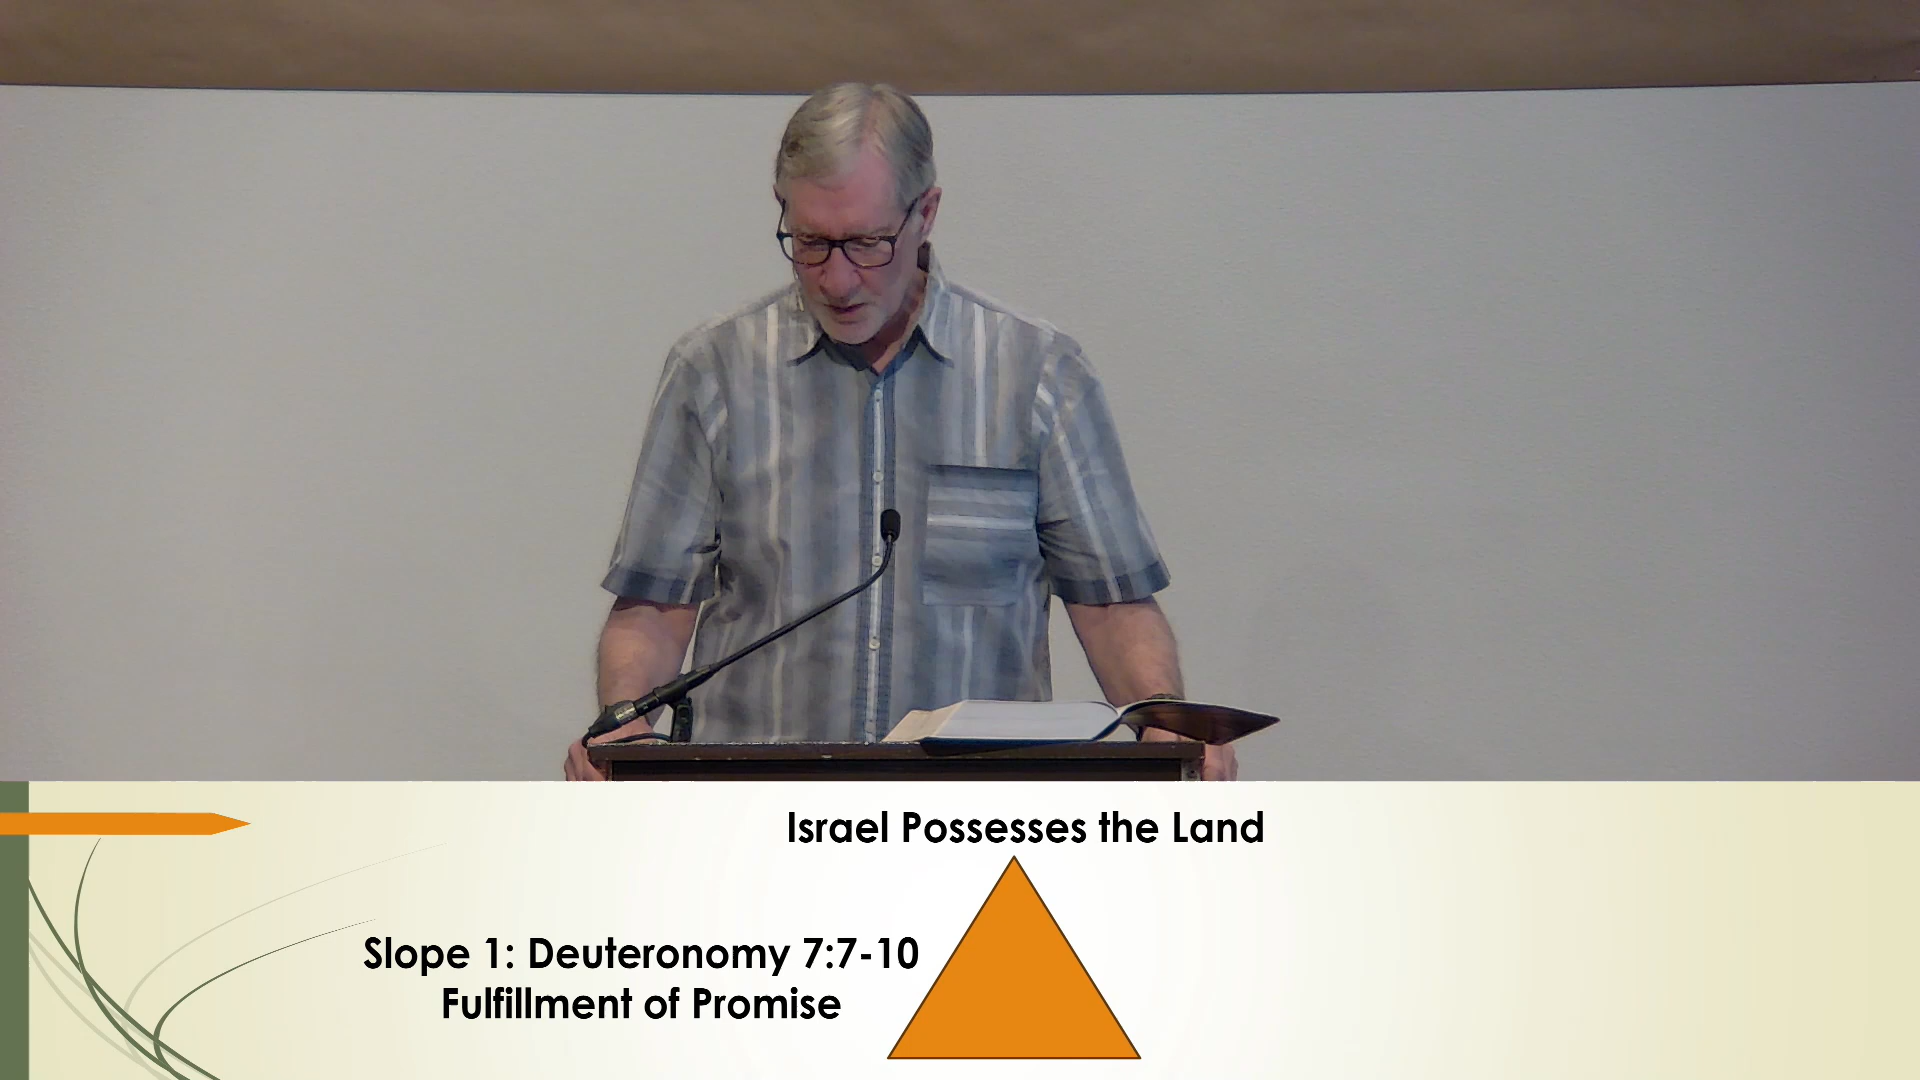 Israel Possesses the Land
Slope 1: Deuteronomy 7:7-10
Fulfillment of Promise